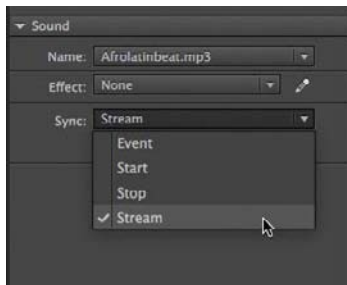 Sound
Name: Afrolatinbeat.mp3
Effect: None
Sync: Stream
Event
Start
Stop
Stream